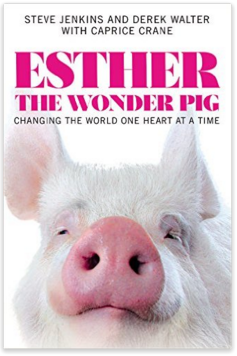 STEVE JENKINS AND DEREK WALTER
WITH CAPRICE CRANE
ESTHER
THE WONDER PIG
CHANGING THE WORLD ONE HEART AT A TIME